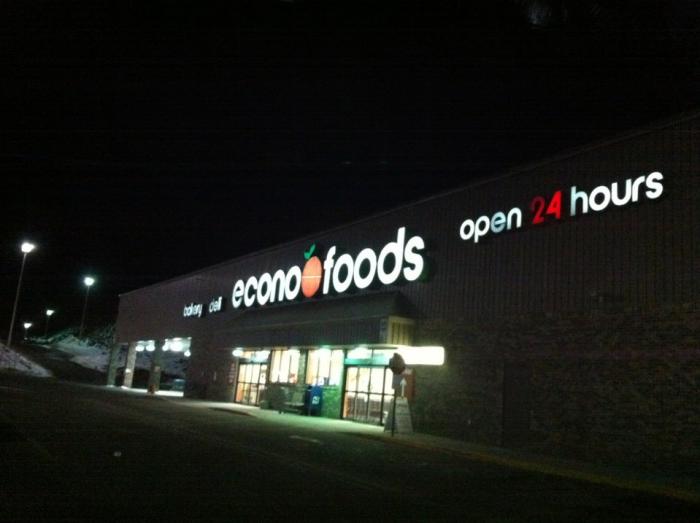 bakery deli
econofoods
open 24 hours